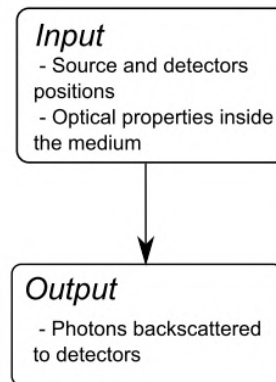 Input
- Source and detectors
positions
- Optical properties inside
the medium
Output
- Photons backscattered
to detectors